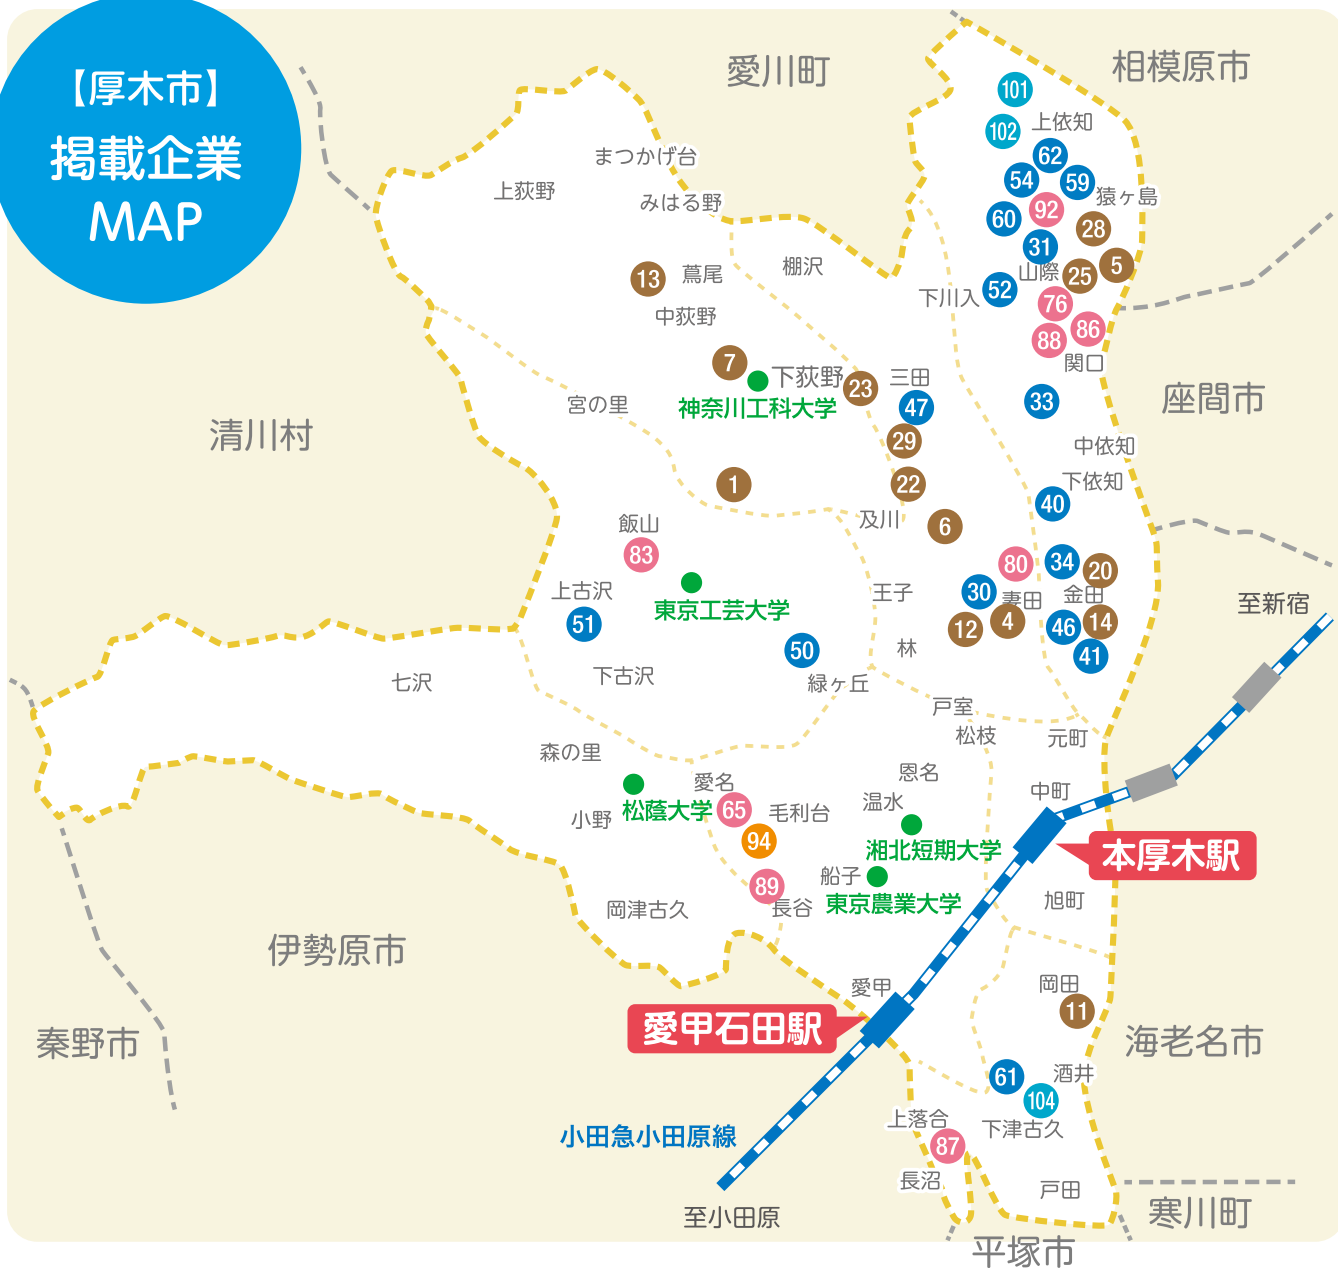 【厚木市】
掲載企業
MAP
愛川町
相模原市
101
102
上依知
62
54
59
猿ヶ島
92
60
28
31
5
山際
25
52
下川入
76
86
88
関口
まつかげ台
上荻野
みはる野
13
鳶尾
棚沢
中荻野
7
下荻野
神奈川工科大学
23
三田
47
33
座間市
宮の里
清川村
29
中依知
1
22
下依知
40
及川
6
飯山
83
80
34
20
東京工芸大学
王子
30
妻田
金田
上古沢
51
12
4
46
14
至新宿
林
50
41
七沢
下古沢
緑ヶ丘
戸室
松枝
元町
森の里
愛名
恩名
中町
松蔭大学
65
毛利台
温水
小野
94
湘北短期大学
本厚木駅
船子
89
東京農業大学
岡津古久
長谷
旭町
伊勢原市
愛甲
岡田
11
秦野市
愛甲石田駅
海老名市
61
酒井
104
小田急小田原線
上落合
下津古久
87
長沼
戸田
至小田原
寒川町
平塚市